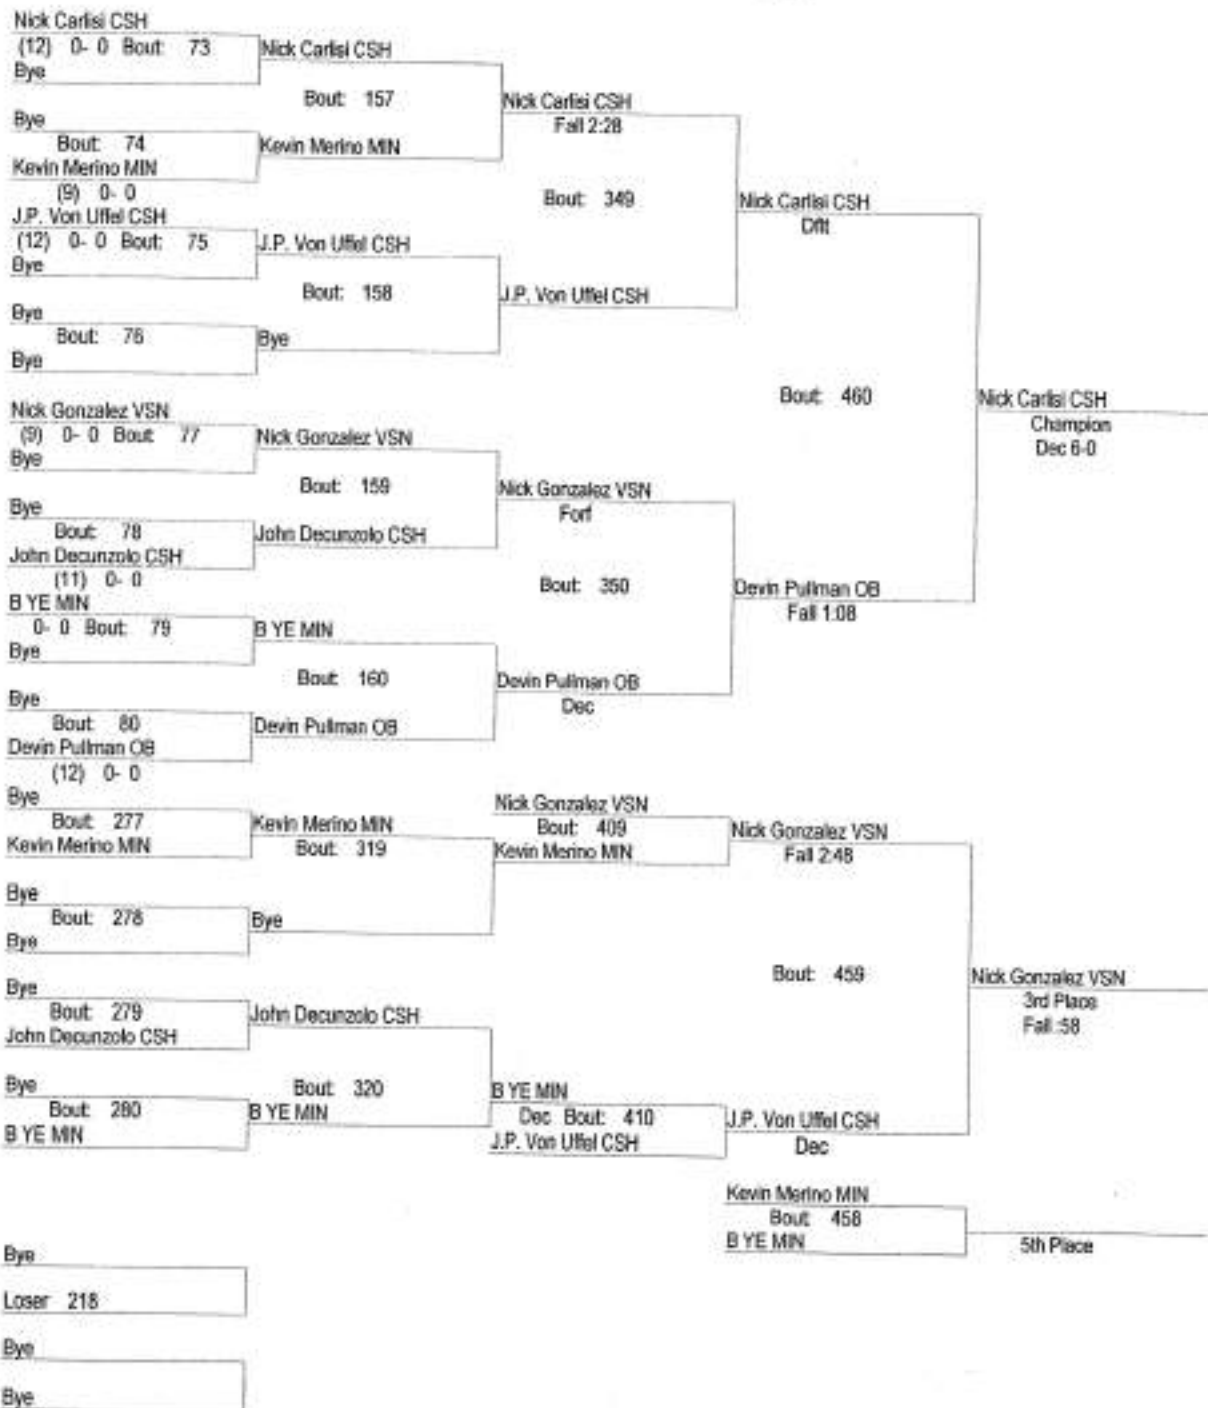 Nick Carlisi CSH
(12) 0- 0 Bout: 73
Bye
Nick Carlisi CSH
Bout: 157
Nick Carlisi CSH
Fall 2:28
Bye
Bout: 74
Kevin Merino MIN
Kevin Merino MIN
(9) 0- 0
Bout: 349
Nick Carlisi CSH
Dflt
J.P. Von Uffel CSH
(12) 0- 0 Bout: 75
Bye
J.P. Von Uffel CSH
Bout: 158
J.P. Von Uffel CSH
Bye
Bout: 76
Bye
Bye
Bout: 460
Nick Carlisi CSH
Champion
Dec 6-0
Nick Gonzalez VSN
(9) 0- 0 Bout: 77
Bye
Nick Gonzalez VSN
Bout: 159
Nick Gonzalez VSN
Forf
Bye
Bout: 78
John Decunzolo CSH
John Decunzolo CSH
(11) 0- 0
Bout: 350
Devin Pullman OB
Fall 1:08
B YE MIN
0- 0 Bout: 79
Bye
B YE MIN
Bout: 160
Devin Pullman OB
Dec
Bye
Bout: 80
Devin Pullman OB
Devin Pullman OB
(12) 0- 0
Bye
Bout: 277
Kevin Merino MIN
Kevin Merino MIN
Bout: 319
Nick Gonzalez VSN
Bout: 409
Kevin Merino MIN
Nick Gonzalez VSN
Fall 2:48
Bye
Bout: 278
Bye
Bye
Bout: 459
Nick Gonzalez VSN
3rd Place
Fall :58
Bye
Bout: 279
John Decunzolo CSH
John Decunzolo CSH
Bout: 320
Bye
Bout: 280
B YE MIN
B YE MIN
B YE MIN
Dec Bout: 410
J.P. Von Uffel CSH
J.P. Von Uffel CSH
Dec
Kevin Merino MIN
Bout: 458
B YE MIN
5th Place
Bye
Loser 218
Bye
Bye